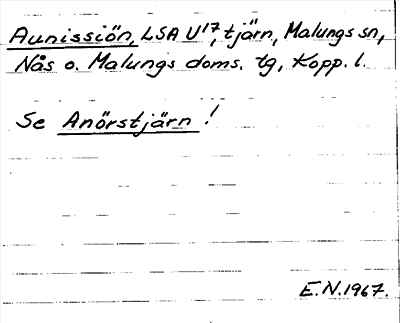 Aunissiön, LSA U¹⁷, tjärn, Malungs sn,
Nås o. Malungs doms. tg, Kopp. l.
Se Anörstjärn!
E.N. 1967.